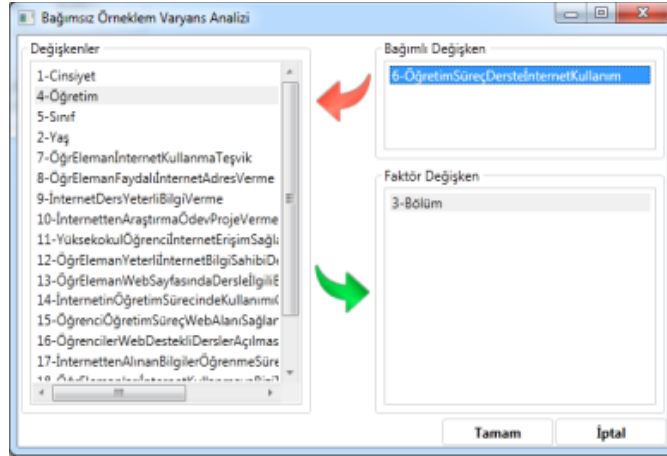 Bağımsız Örneklem Varyans Analizi
Değişkenler
1-Cinsiyet
4-Öğretim
5-Sınıf
2-Yaş
7-ÖğrElemanİnternetKullanmaTeşvik
8-ÖğrElemanFaydalıİnternetAdresVerme
9-İnternetDersYeterliBilgiVerme
10-İnternettenAraştırmaÖdevProjeVerme
11-YüksekokulÖğrenciİnternetErişimSağla
12-ÖğrElemanYeterliİnternetBilgiSahibiD
13-ÖğrElemanWebSayfasındaDersleİlgiliE
14-İnternetinÖğretimSürecindeKullanım
15-ÖğrenciÖğretimSüreçWebAlanıSağlar
16-ÖğrencilerWebDestekliDerslerAçılmas
17-İnternettenAlınanBilgilerÖğrenmeSüre
Bağımlı Değişken
6-ÖğretimSüreçDersteİnternetKullanım
Faktör Değişken
3-Bölüm
Tamam
İptal